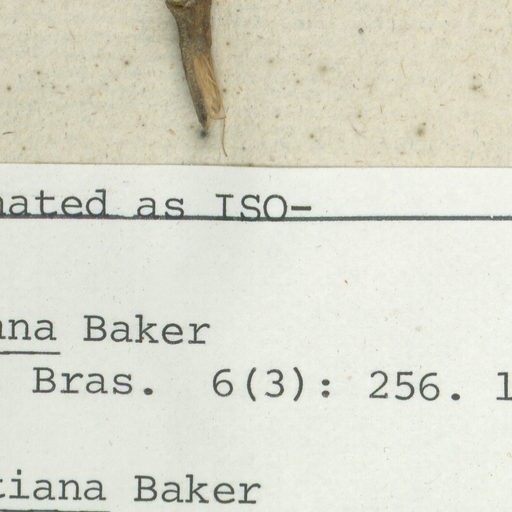 nated as ISO-
ana Baker
Bras. 6(3): 256. 1
tiana Baker